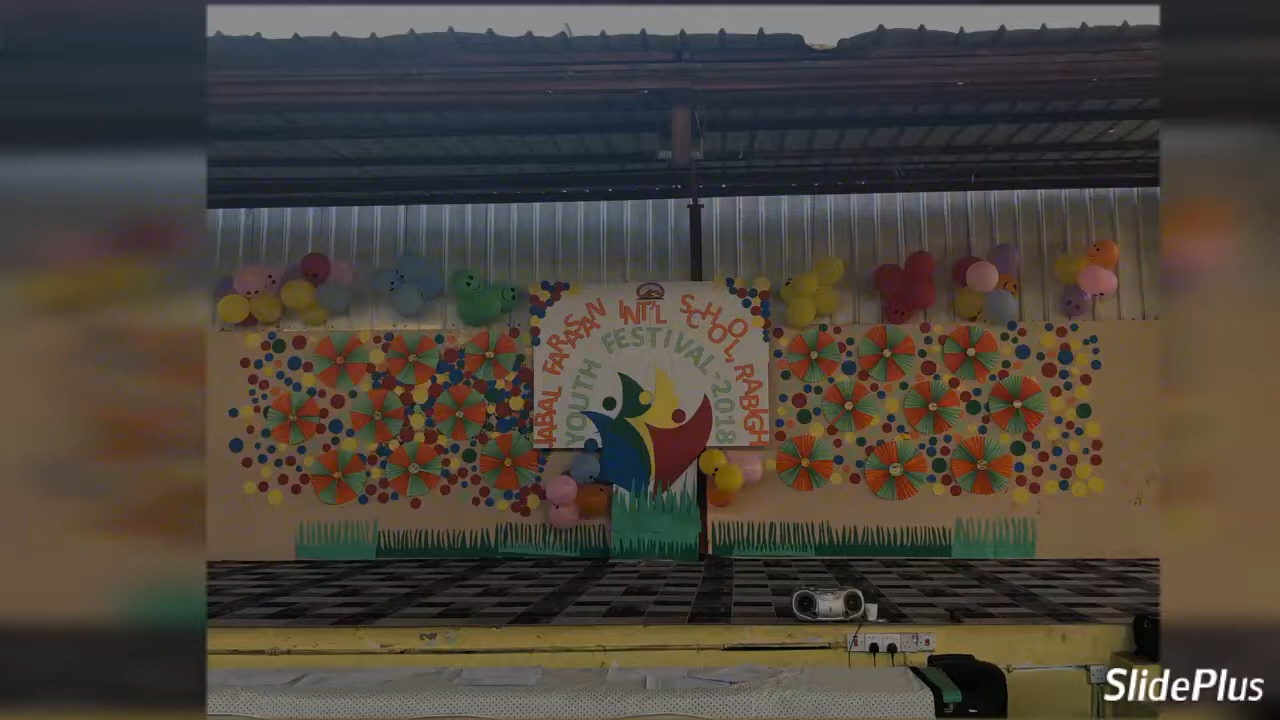 JABAL FARASAN INT'L SCHOOL, RABIGH
YOUTH FESTIVAL-2018
SlidePlus